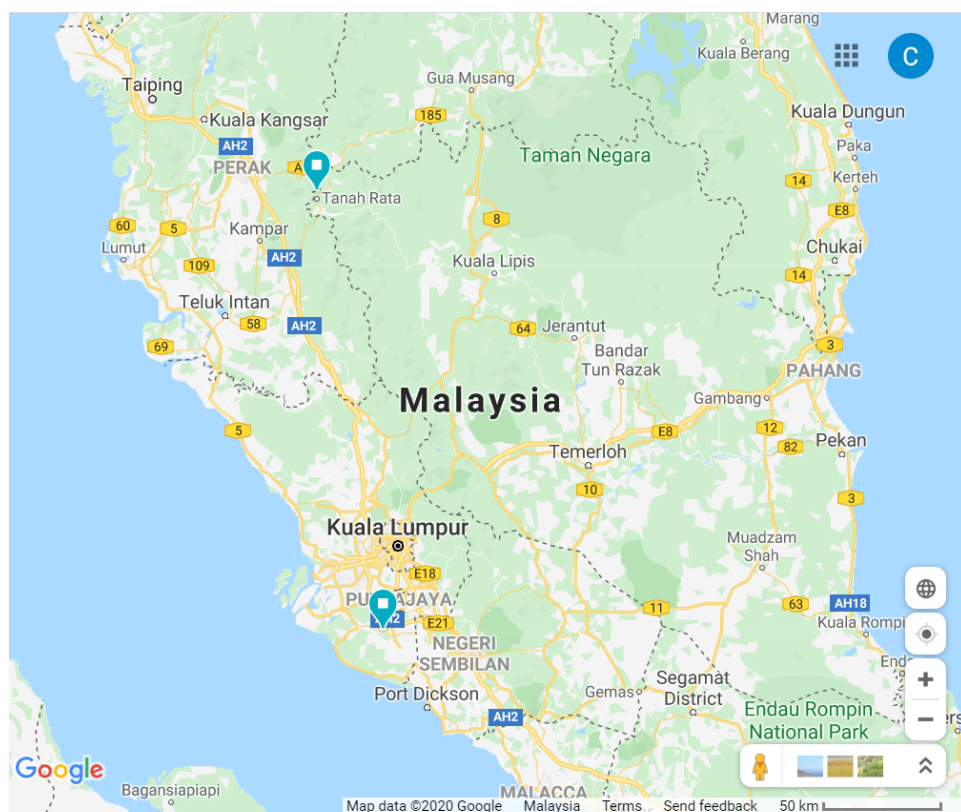 Marang
Kuala Berang
C
Gua Musang
Taiping
Kuala Dungun
185
Kuala Kangsar
AH2
Paka
Taman Negara
PERAK
A
14
Kerteh
Tanah Rata
60
5
8
E8
Lumut
Kampar
Chukai
AH2
109
Kuala Lipis
14
Teluk Intan
58
AH2
64
Jerantut
69
3
Bandar
Tun Razak
PAHANG
Malaysia
Gambang
5
E8
12
82
Pekan
Temerloh
10
3
Kuala Lumpur
Muadzam
Shah
E18
PU
AJAYA
11
63
AH18
E21
Kuala Rompin
NEGERI
SEMBILAN
Port Dickson
Gemas
Segamat
District
AH2
Endau Rompin
National Park
Google
Bagansiapiapi
MALACCA
Map data ©2020 Google Malaysia Terms Send feedback 50 km